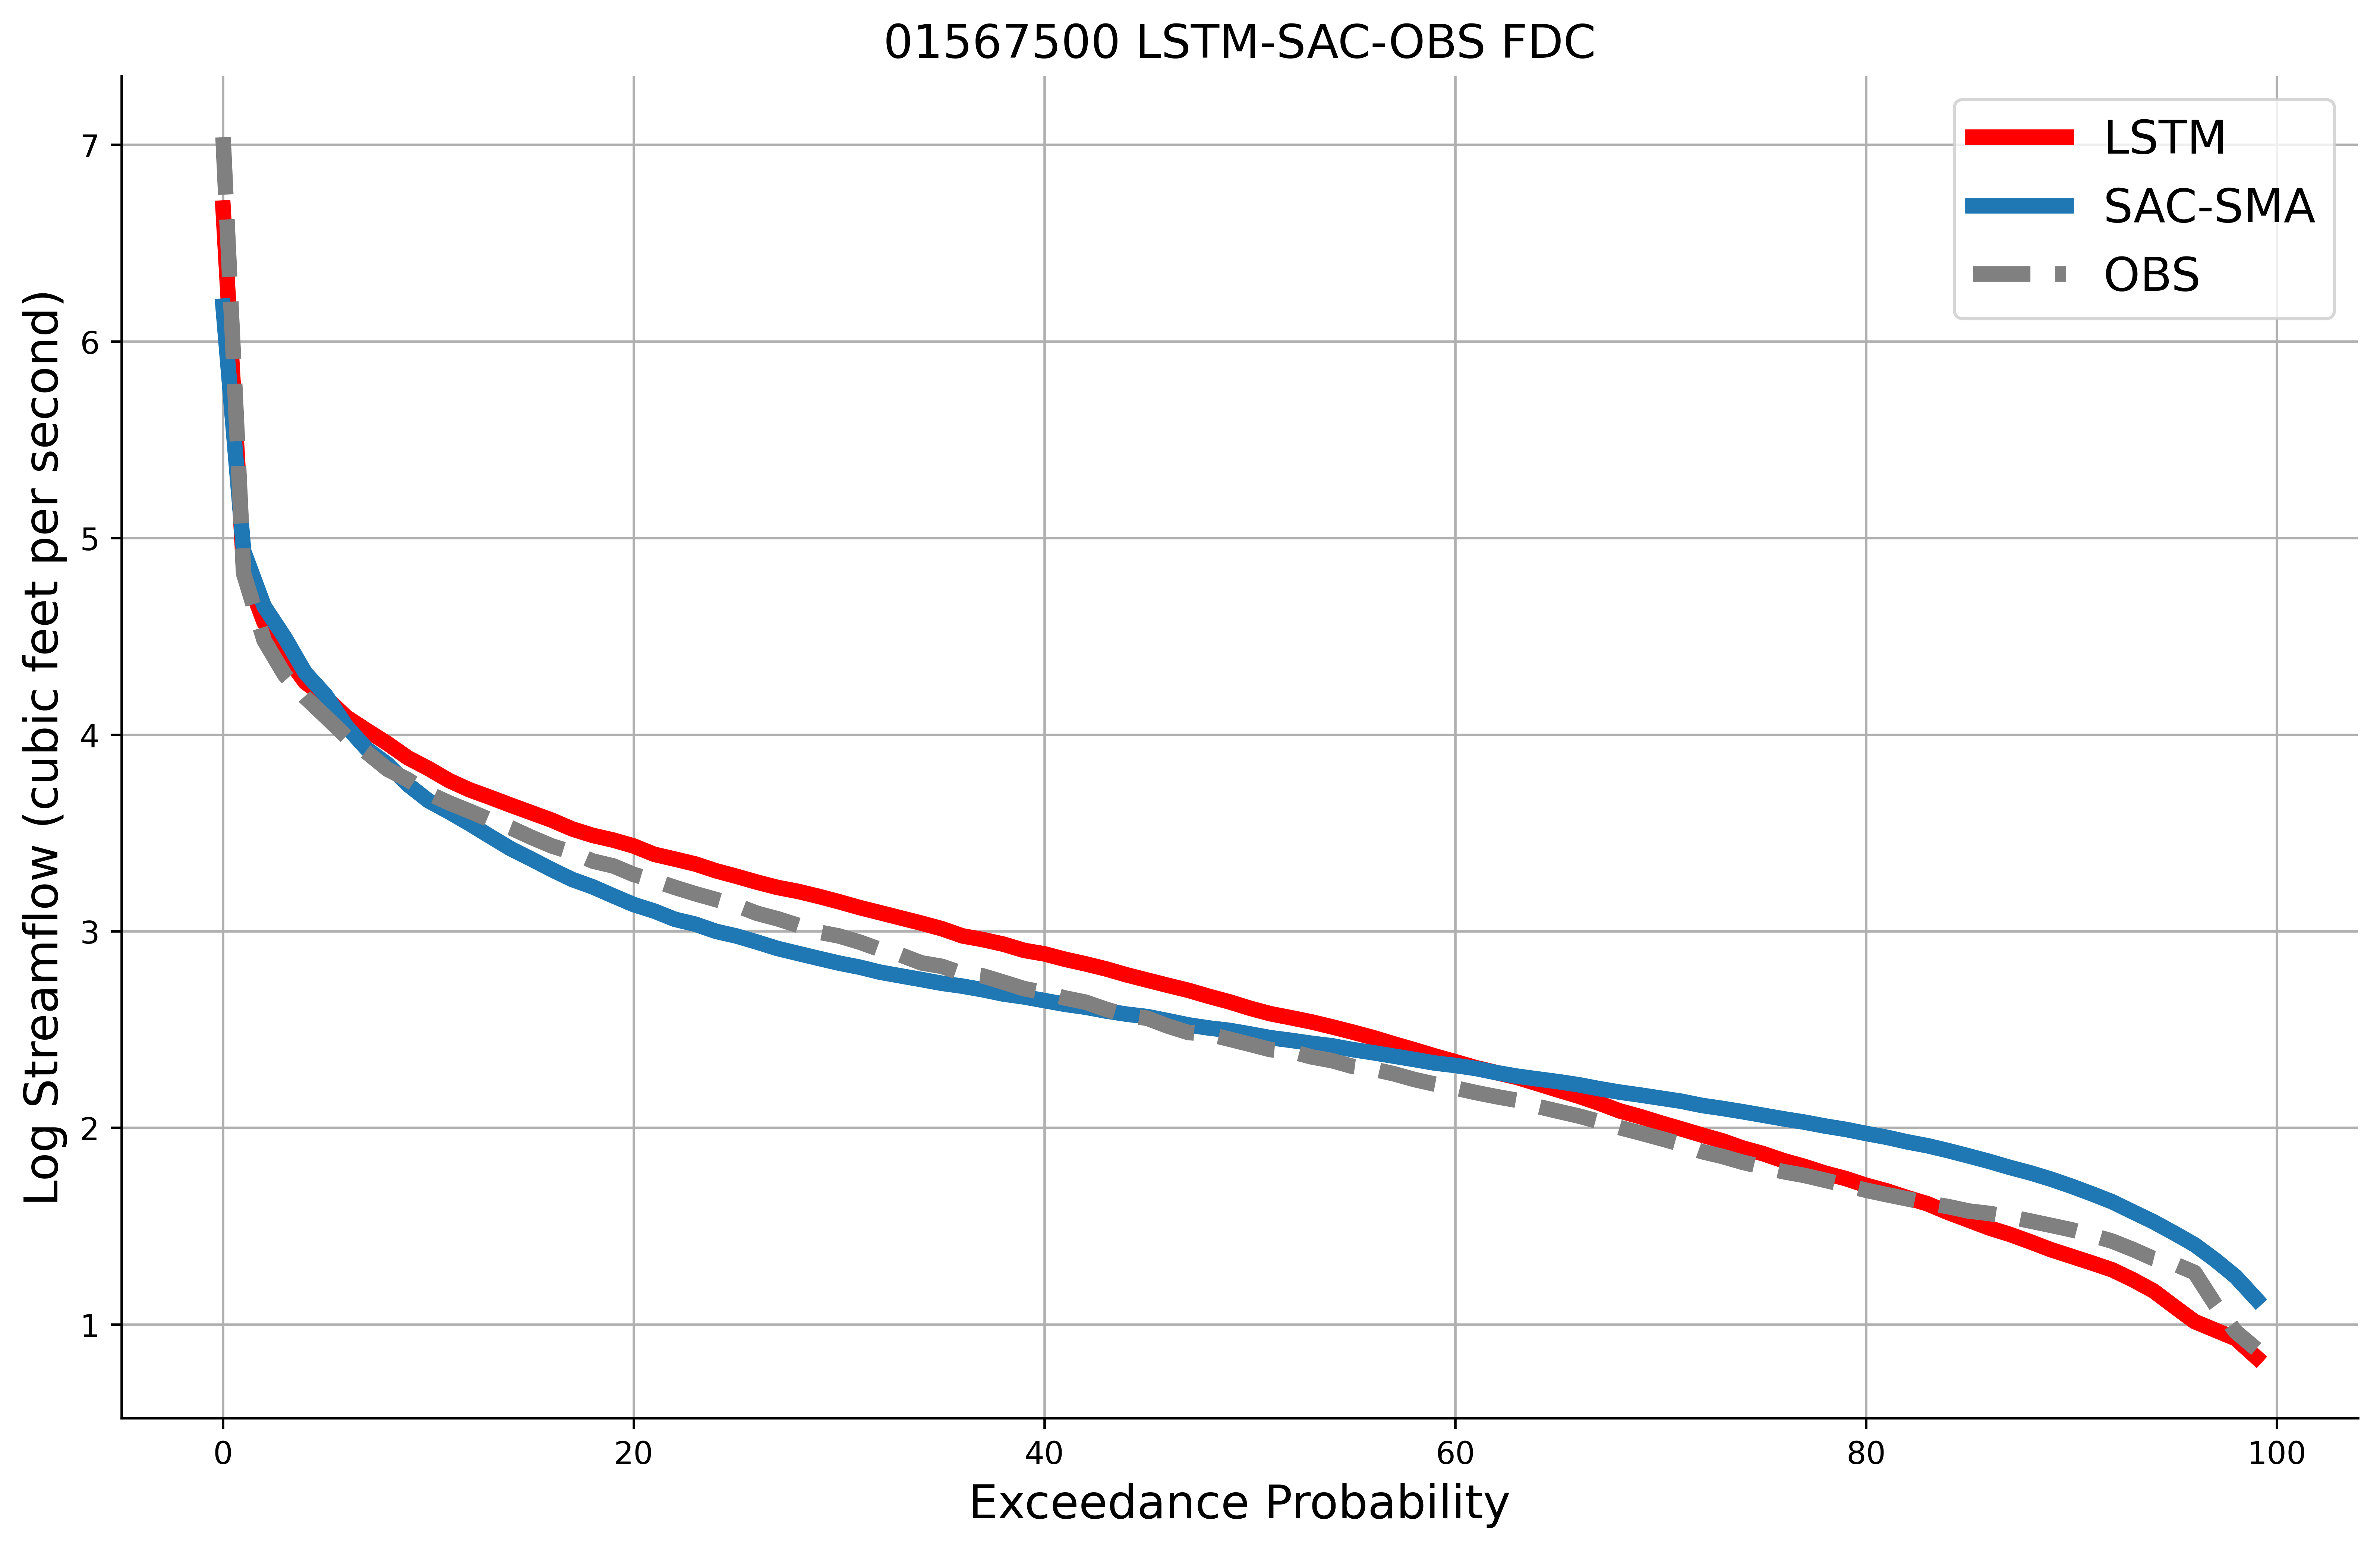 01567500 LSTM-SAC-OBS FDC
LSTM
SAC-SMA
OBS
Log Streamflow (cubic feet per second)
7
6
5
4
3
2
1
0 20 40 60 80 100
Exceedance Probability